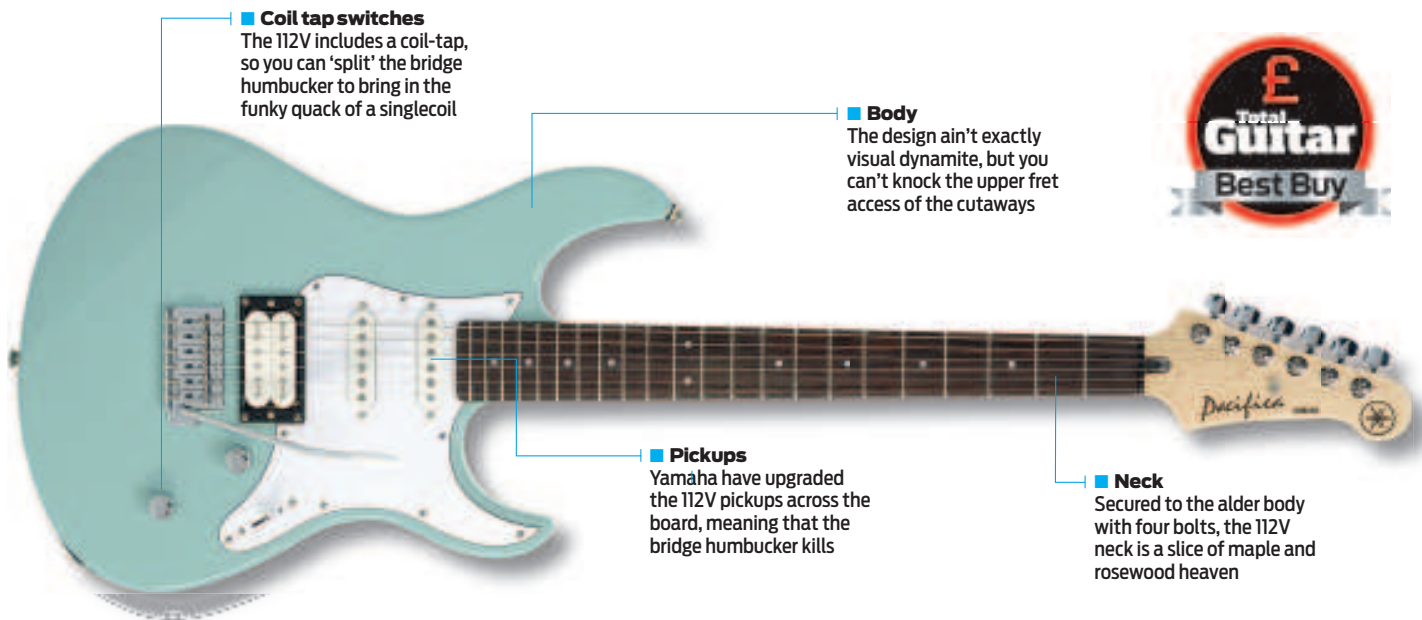 Coil tap switches
The 112V includes a coil-tap,
so you can ‘split’ the bridge
humbucker to bring in the
funky quack of a singlecoil
Body
The design ain’t exactly
visual dynamite, but you
can’t knock the upper fret
access of the cutaways
£
Total
Guitar
Best Buy
Pacifica
Pickups
Yamaha have upgraded
the 112V pickups across the
board, meaning that the
bridge humbucker kills
Neck
Secured to the alder body
with four bolts, the 112V
neck is a slice of maple and
rosewood heaven